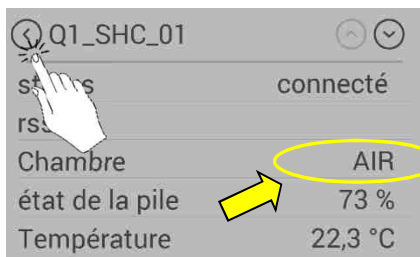 Q1_SHC_01
connecté
Chambre AIR
état de la pile 73 %
Température 22,3 °C